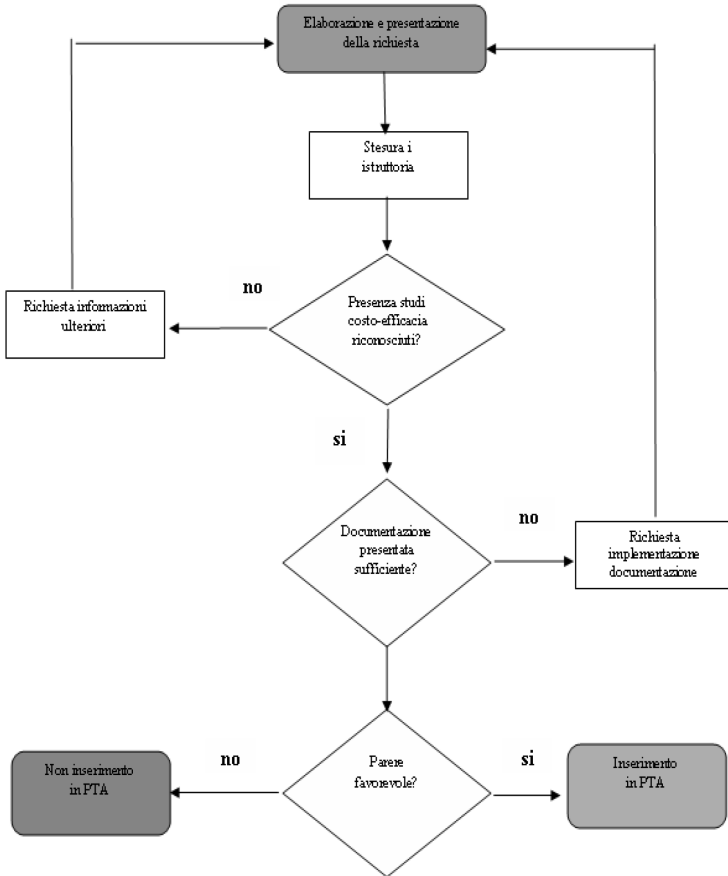 Elaborazione e presentazione
della richiesta
Stesura i
istruttoria
no
Presenza studi
costo-efficacia
riconosciuti?
Richiesta informazioni
ulteriori
si
Documentazione
presentata
sufficiente?
no
Richiesta
implementazione
documentazione
Parere
favorevole?
no
Non inserimento
in PTA
si
Inserimento
in PTA